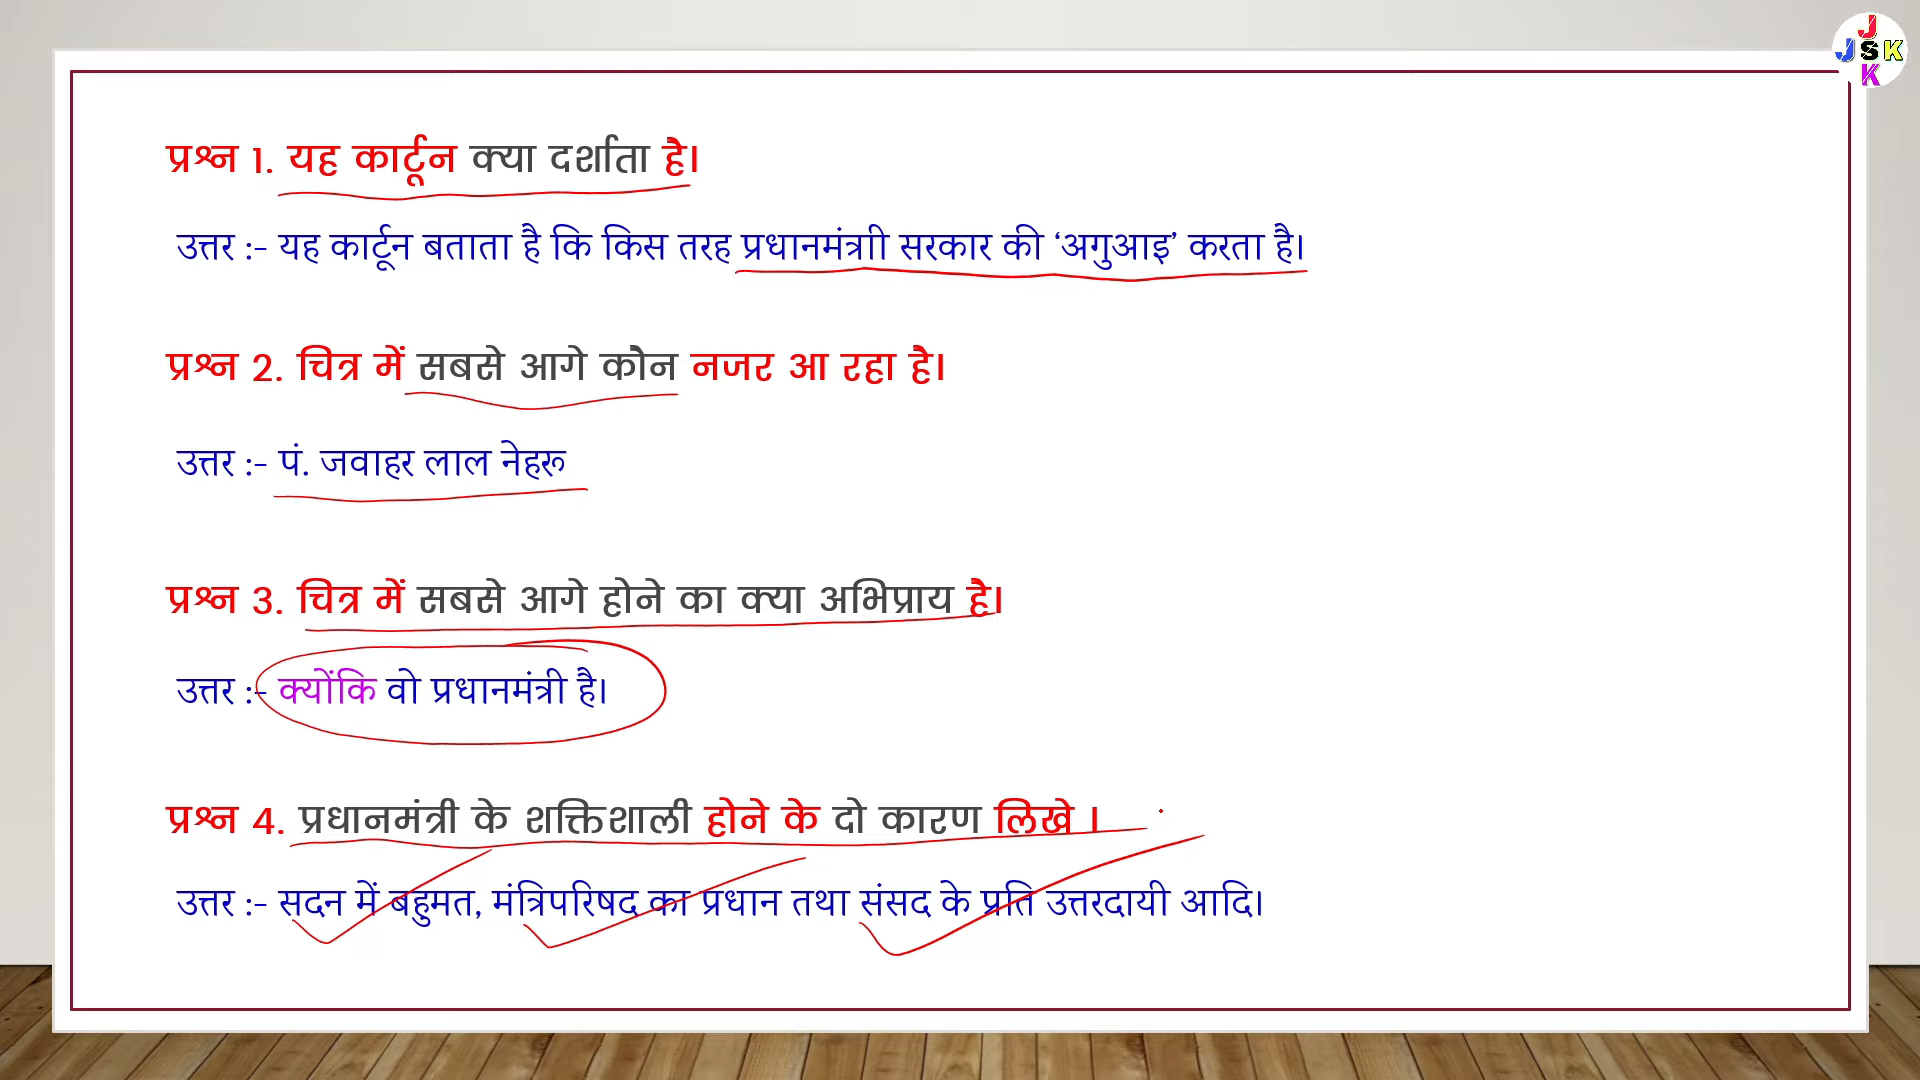 J
JSK
K
प्रश्न 1. यह कार्टून क्या दर्शाता है।
उत्तर :- यह कार्टून बताता है कि किस तरह प्रधानमंत्राी सरकार की ‘अगुआइ’ करता है।
प्रश्न 2. चित्र में सबसे आगे कौन नजर आ रहा है।
उत्तर :- पं. जवाहर लाल नेहरू
प्रश्न 3. चित्र में सबसे आगे होने का क्या अभिप्राय है।
उत्तर :- क्योंकि वो प्रधानमंत्री है।
प्रश्न 4. प्रधानमंत्री के शक्तिशाली होने के दो कारण लिखे ।
उत्तर :- सदन में बहुमत, मंत्रिपरिषद का प्रधान तथा संसद के प्रति उत्तरदायी आदि।